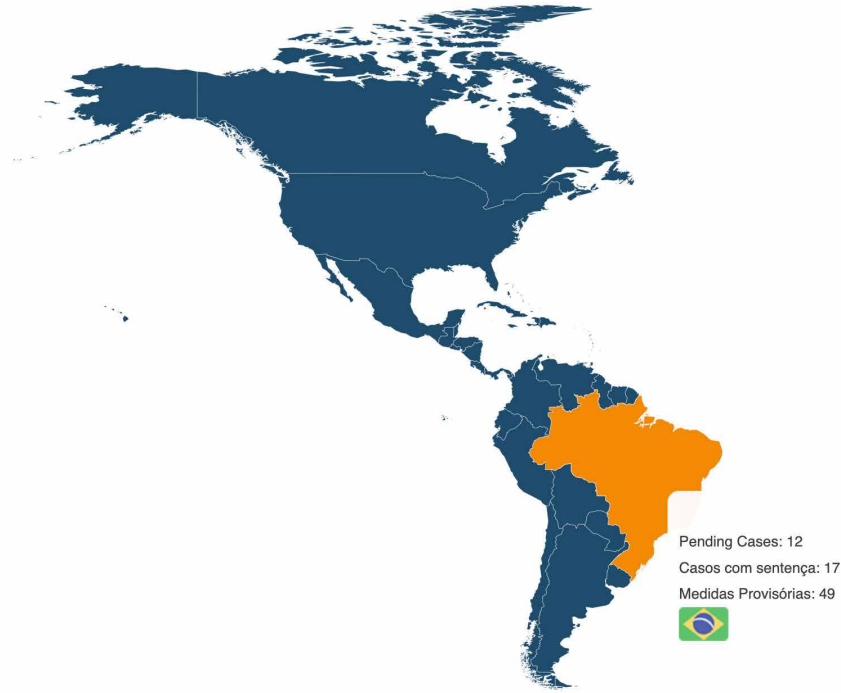 Pending Cases: 12
Casos com sentença: 17
Medidas Provisórias: 49